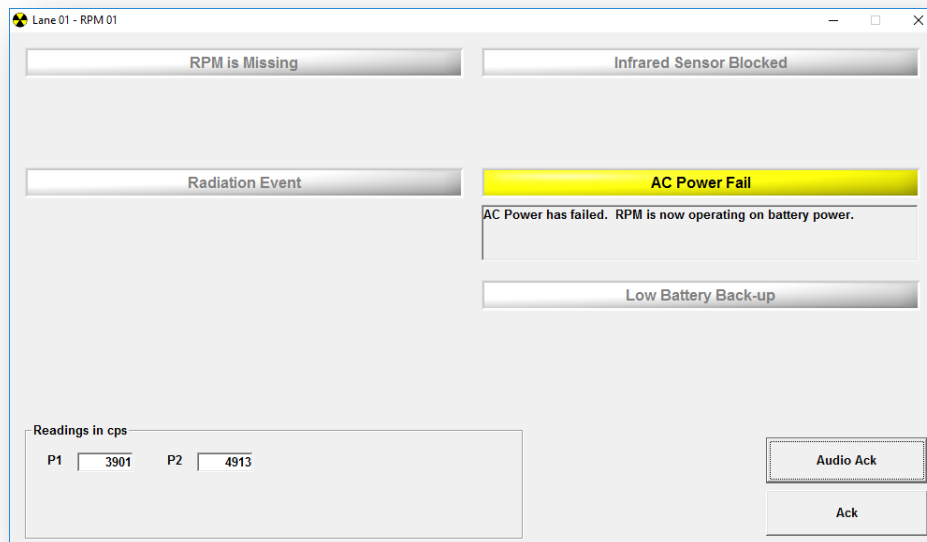 Lane 01 - RPM 01
RPM is Missing
Infrared Sensor Blocked
Radiation Event
AC Power Fail
AC Power has failed. RPM is now operating on battery power.
Low Battery Back-up
Readings in cps
P1 3901 P2 4913
Audio Ack
Ack